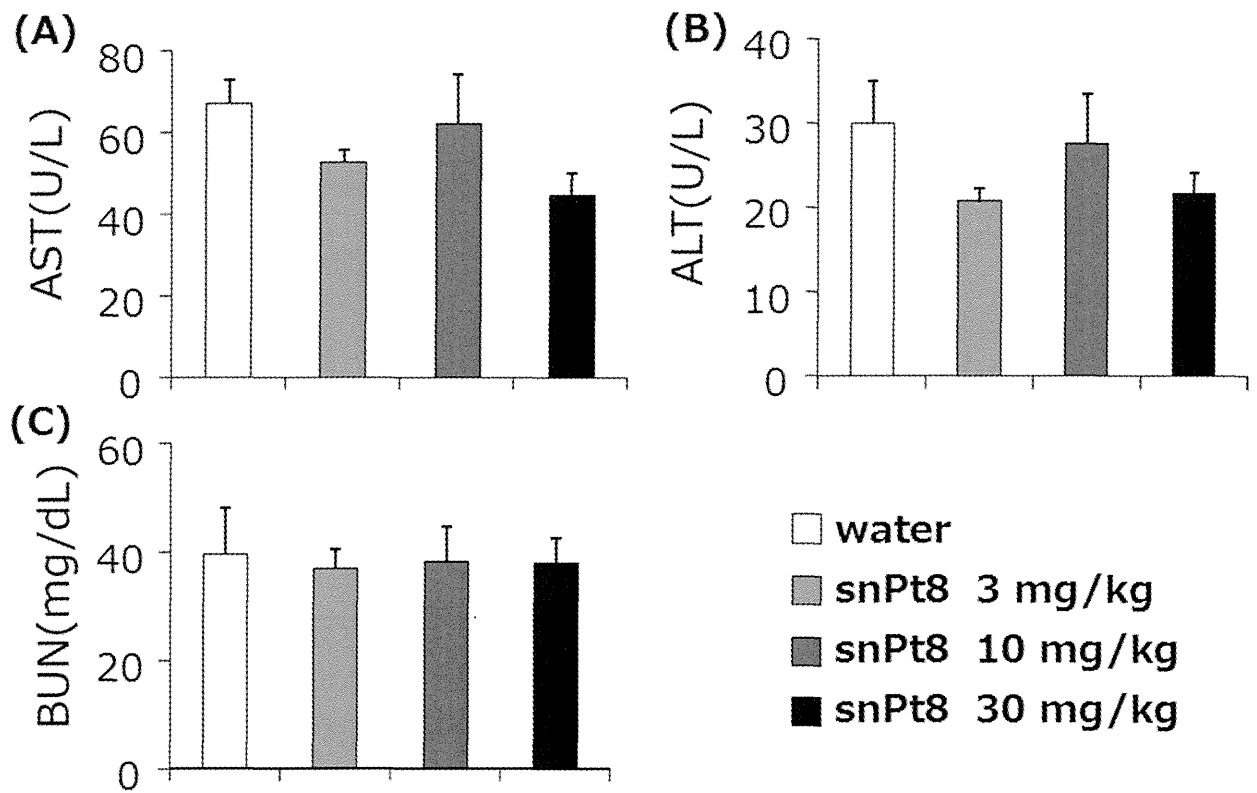 (A)
AST(U/L)
80
60
40
20
0
(B)
ALT(U/L)
40
30
20
10
0
(C)
BUN(mg/dL)
60
40
20
0
water
snPt8 3 mg/kg
snPt8 10 mg/kg
snPt8 30 mg/kg